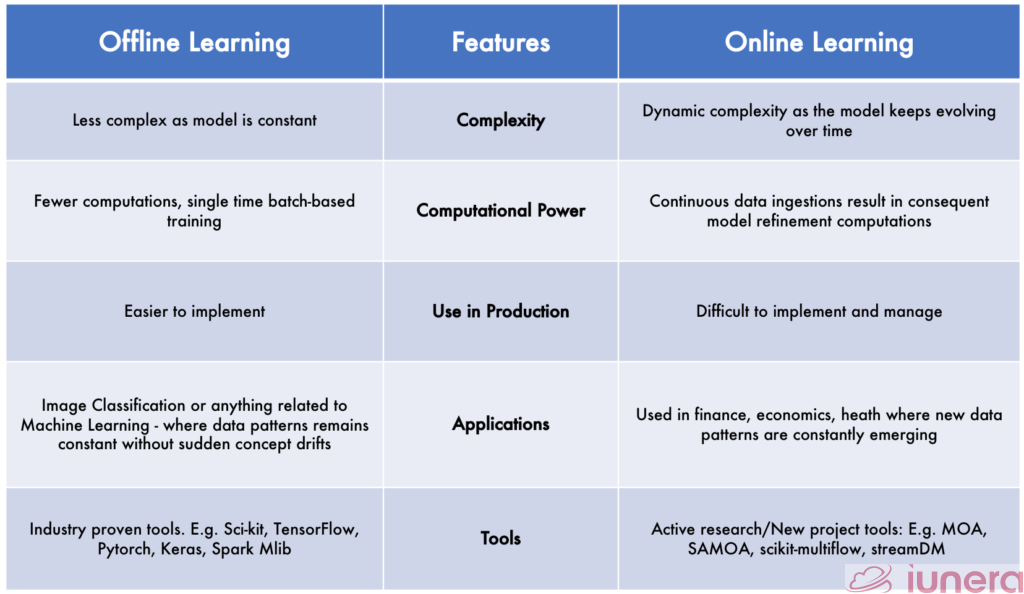 Offline Learning
Features
Online Learning
Less complex as model is constant
Complexity
Dynamic complexity as the model keeps evolving
over time
Fewer computations, single time batch-based
training
Computational Power
Continuous data ingestions result in consequent
model refinement computations
Easier to implement
Use in Production
Difficult to implement and manage
Image Classification or anything related to
Machine Learning - where data patterns remains
constant without sudden concept drifts
Applications
Used in finance, economics, heath where new data
patterns are constantly emerging
Industry proven tools. E.g. Sci-kit, TensorFlow,
Pytorch, Keras, Spark Mlib
Tools
Active research/New project tools: E.g. MOA,
SAMOA, scikit-multiflow, streamDM
iunera